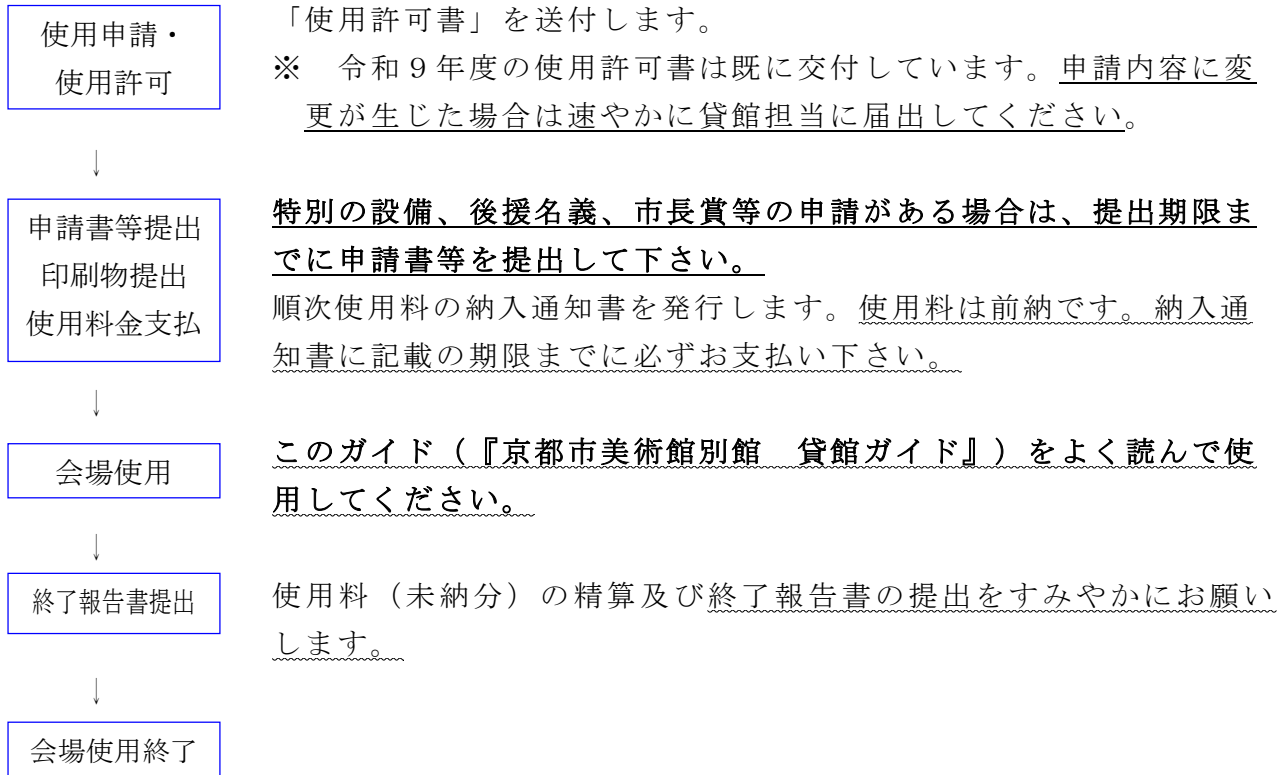 使用申請・
使用許可
「使用許可書」を送付します。
※　令和９年度の使用許可書は既に交付しています。申請内容に変
更が生じた場合は速やかに貸館担当に届出してください。
↓
申請書等提出
印刷物提出
使用料金支払
特別の設備、後援名義、市長賞等の申請がある場合は、提出期限ま
でに申請書等を提出して下さい。
順次使用料の納入通知書を発行します。使用料は前納です。納入通
知書に記載の期限までに必ずお支払い下さい。
↓
会場使用
このガイド（『京都市美術館別館　貸館ガイド』）をよく読んで使
用してください。
↓
終了報告書提出
使用料（未納分）の精算及び終了報告書の提出をすみやかにお願い
します。
↓
会場使用終了